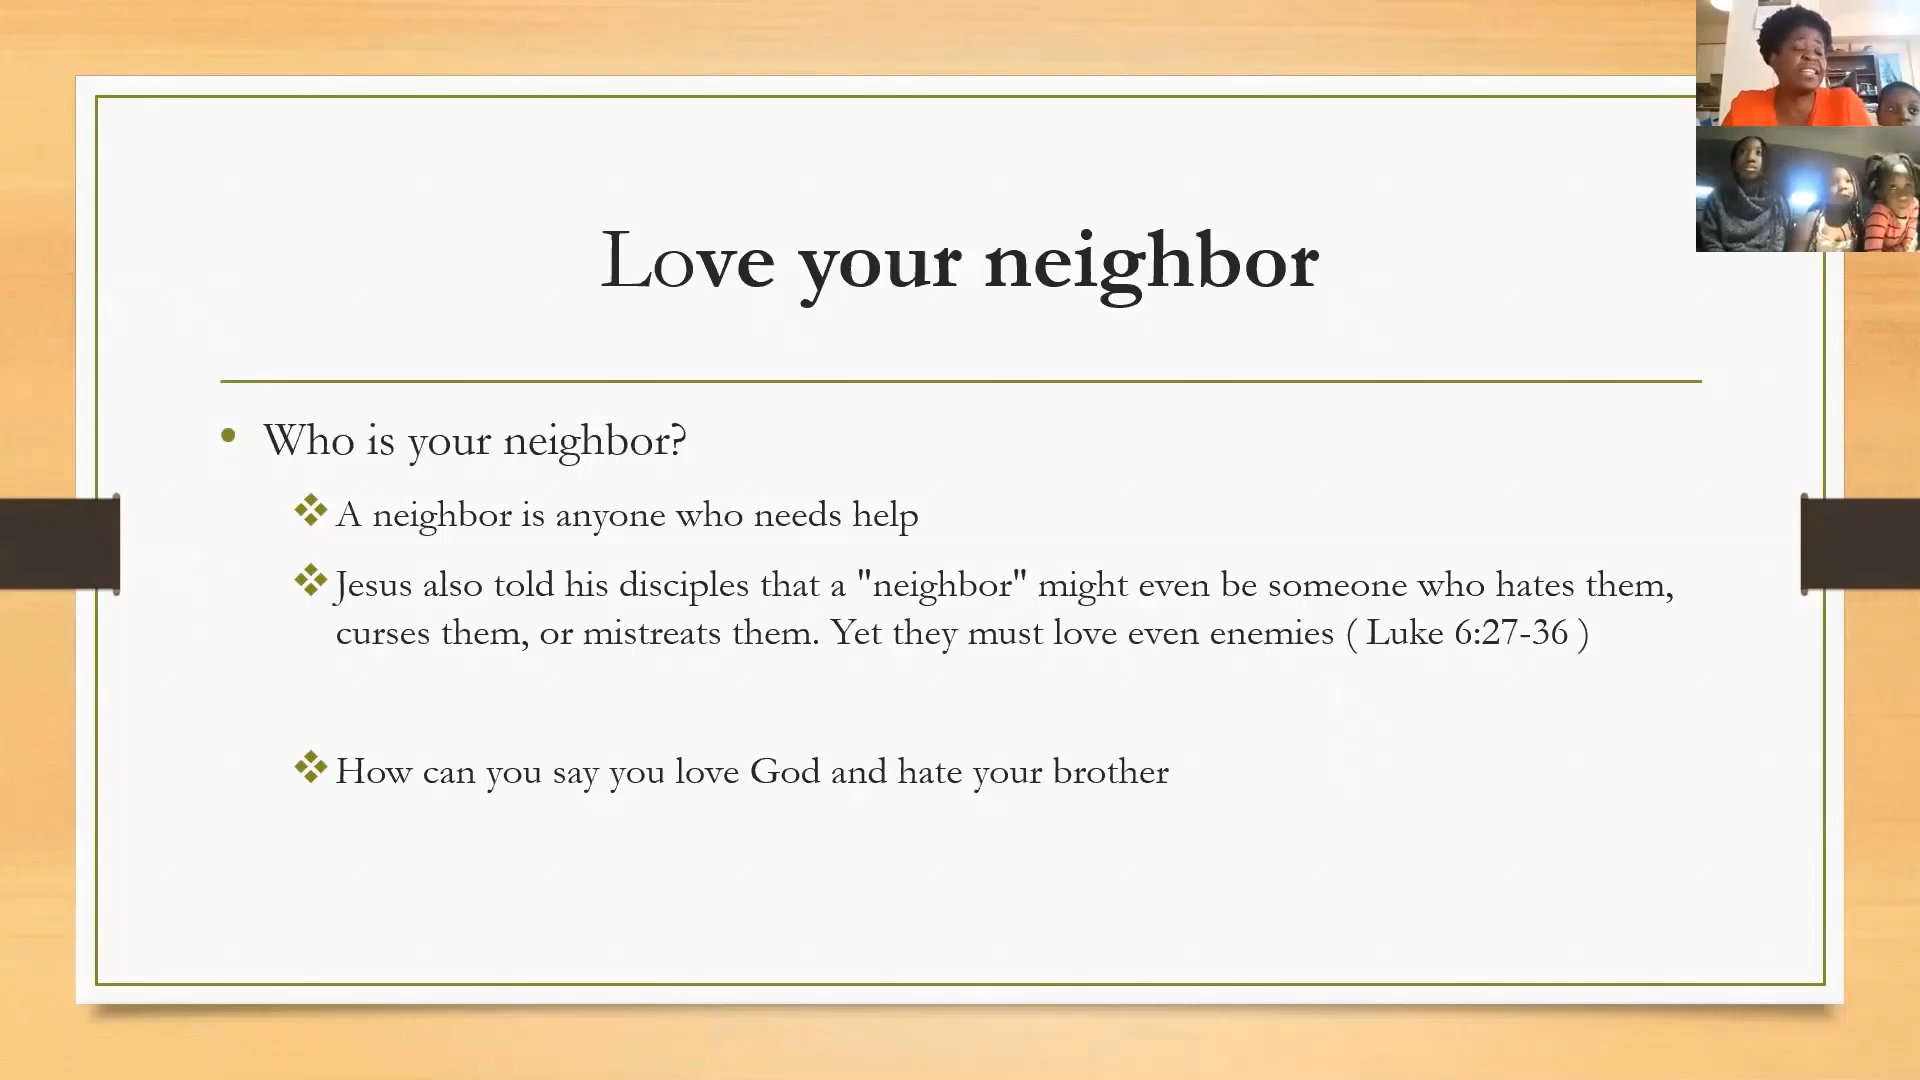 Love your neighbor
Who is your neighbor?
A neighbor is anyone who needs help
Jesus also told his disciples that a "neighbor" might even be someone who hates them,
curses them, or mistreats them. Yet they must love even enemies ( Luke 6:27-36 )
How can you say you love God and hate your brother